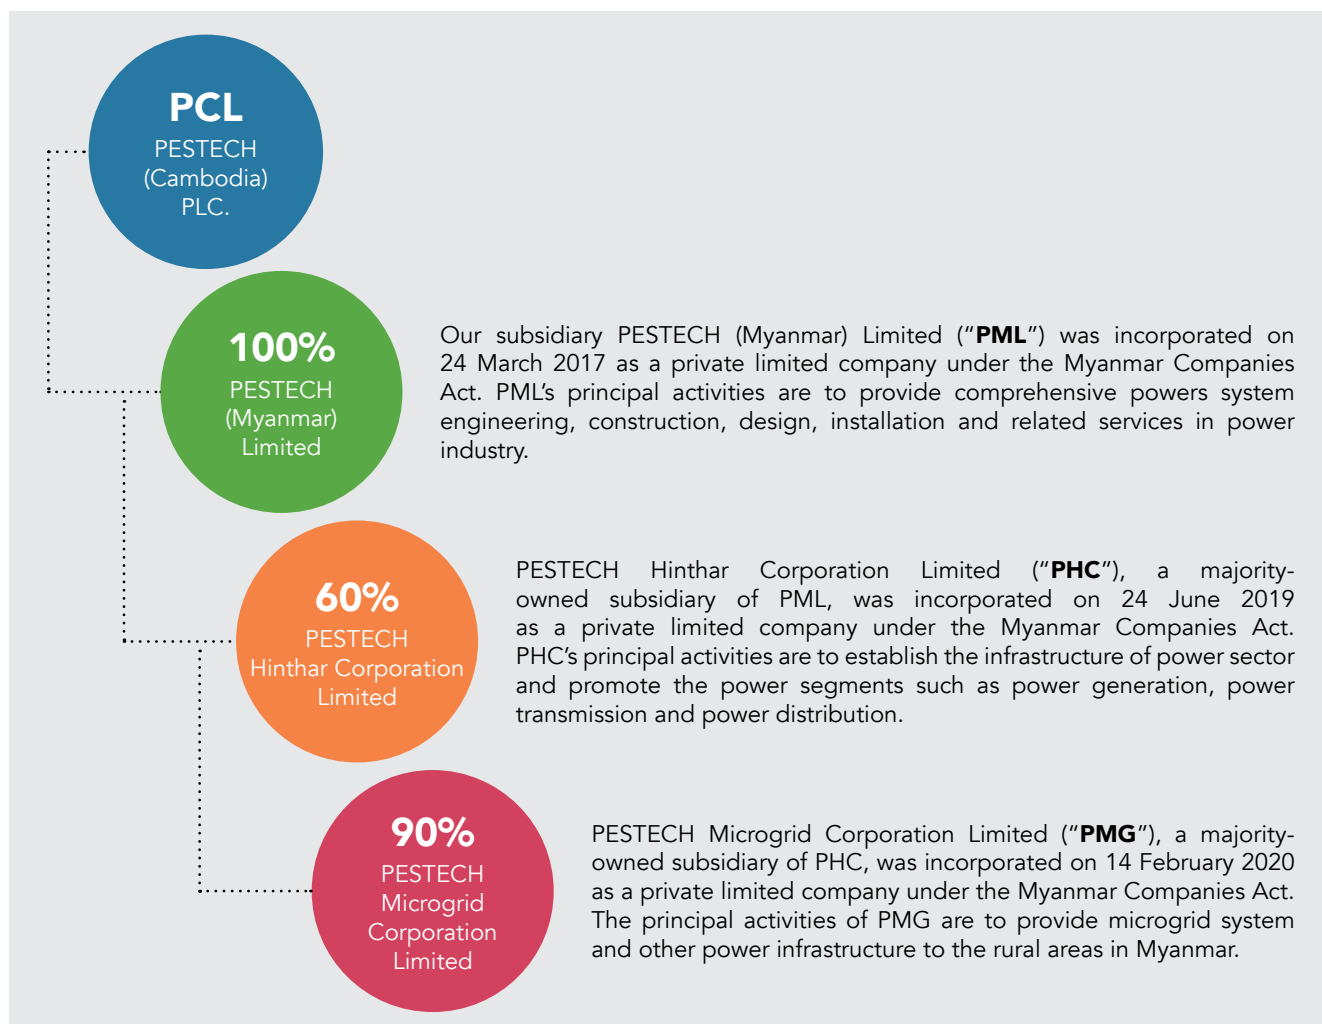 PCL
PESTECH
(Cambodia)
PLC.
100%
PESTECH
(Myanmar)
Limited
Our subsidiary PESTECH (Myanmar) Limited (“PML”) was incorporated on
24 March 2017 as a private limited company under the Myanmar Companies
Act. PML’s principal activities are to provide comprehensive powers system
engineering, construction, design, installation and related services in power
industry.
60%
PESTECH
Hinthar Corporation
Limited
PESTECH Hinthar Corporation Limited (“PHC”), a majority-
owned subsidiary of PML, was incorporated on 24 June 2019
as a private limited company under the Myanmar Companies Act.
PHC’s principal activities are to establish the infrastructure of power sector
and promote the power segments such as power generation, power
transmission and power distribution.
90%
PESTECH
Microgrid
Corporation
Limited
PESTECH Microgrid Corporation Limited (“PMG”), a majority-
owned subsidiary of PHC, was incorporated on 14 February 2020
as a private limited company under the Myanmar Companies Act.
The principal activities of PMG are to provide microgrid system
and other power infrastructure to the rural areas in Myanmar.